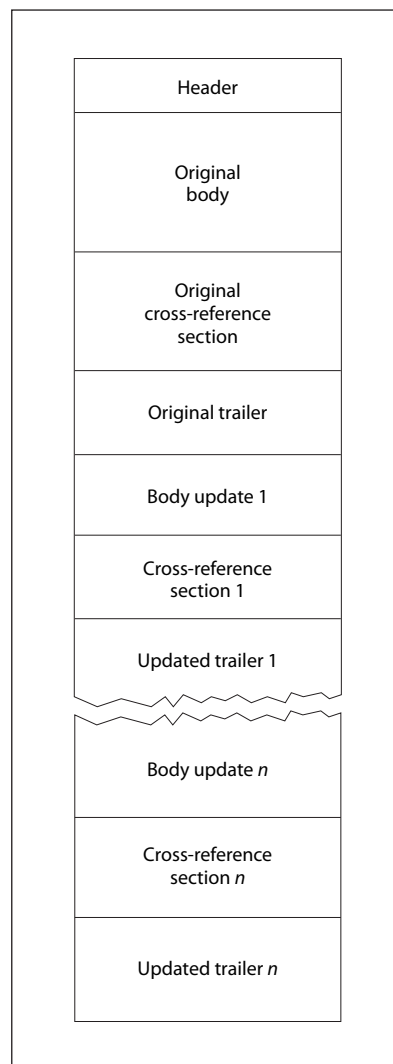 Header
Original
body
Original
cross-reference
section
Original trailer
Body update 1
Cross-reference
section 1
Updated trailer 1
Body update n
Cross-reference
section n
Updated trailer n